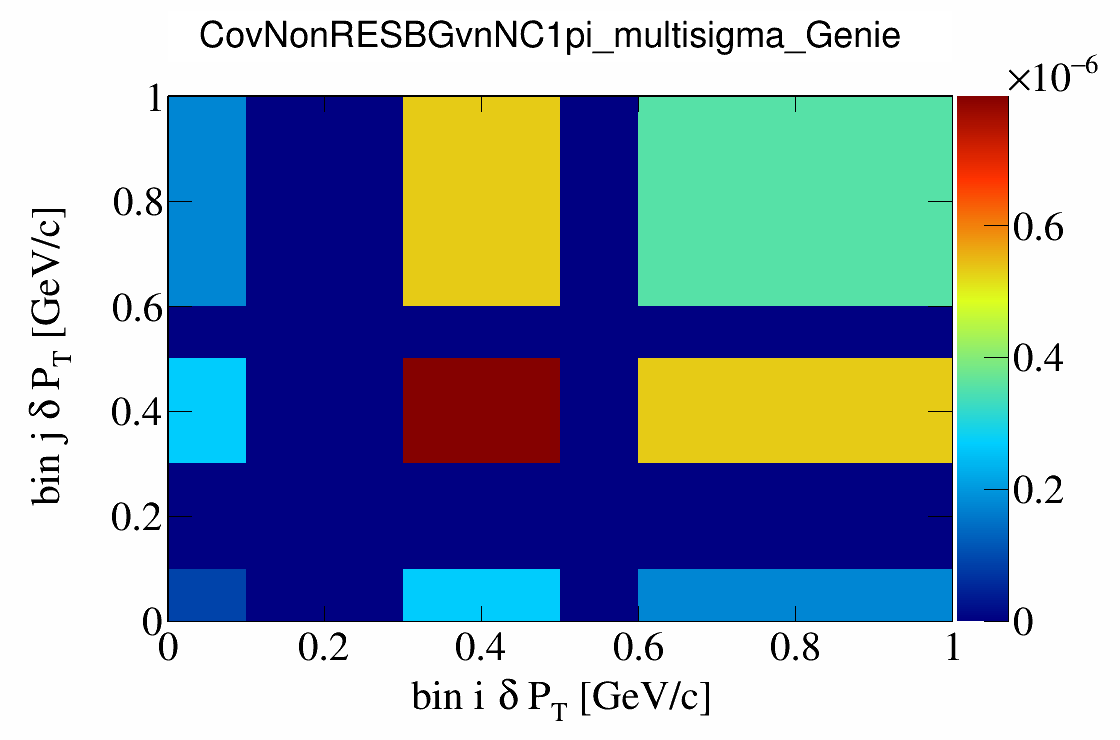 CovNonRESBGvnNC1pi_multisigma_Genie
×10⁻⁶
1
0.8
0.6
0.4
0.2
0
bin j δ P_T [GeV/c]
0 0.2 0.4 0.6 0.8 1
bin i δ P_T [GeV/c]
0.6
0.4
0.2
0